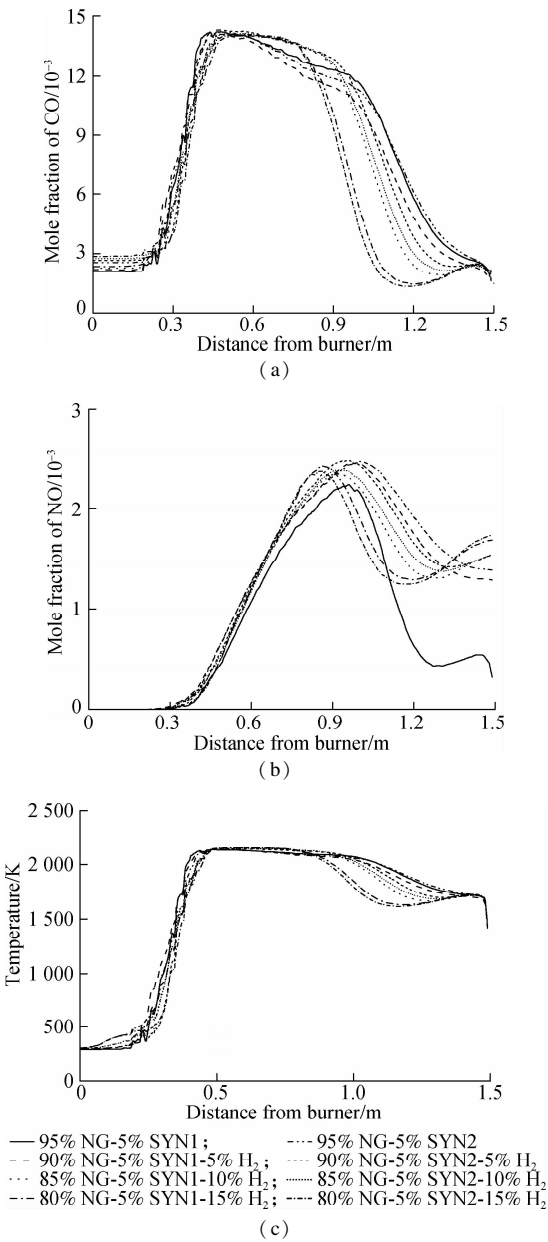 15
12
9
6
3
0
Mole fraction of CO/10⁻³
0 0.3 0.6 0.9 1.2 1.5
Distance from burner/m
(a)
3
2
1
0
Mole fraction of NO/10⁻³
0 0.3 0.6 0.9 1.2 1.5
Distance from burner/m
(b)
2 500
2 000
1 500
1 000
500
0
Temperature/K
0 0.5 1.0 1.5
Distance from burner/m
95% NG-5% SYN1; 95% NG-5% SYN2
90% NG-5% SYN1-5% H₂; 90% NG-5% SYN2-5% H₂
85% NG-5% SYN1-10% H₂; 85% NG-5% SYN2-10% H₂
80% NG-5% SYN1-15% H₂; 80% NG-5% SYN2-15% H₂
(c)